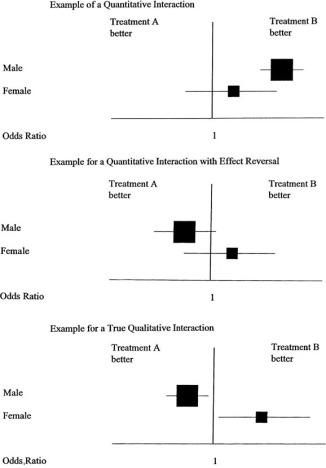 Example of a Quantitative Interaction
Treatment A Treatment B
better better
Male
Female
Odds Ratio 1
Example for a Quantitative Interaction with Effect Reversal
Treatment A Treatment B
better better
Male
Female
Odds Ratio 1
Example for a True Qualitative Interaction
Treatment A Treatment B
better better
Male
Female
Odds,Ratio 1